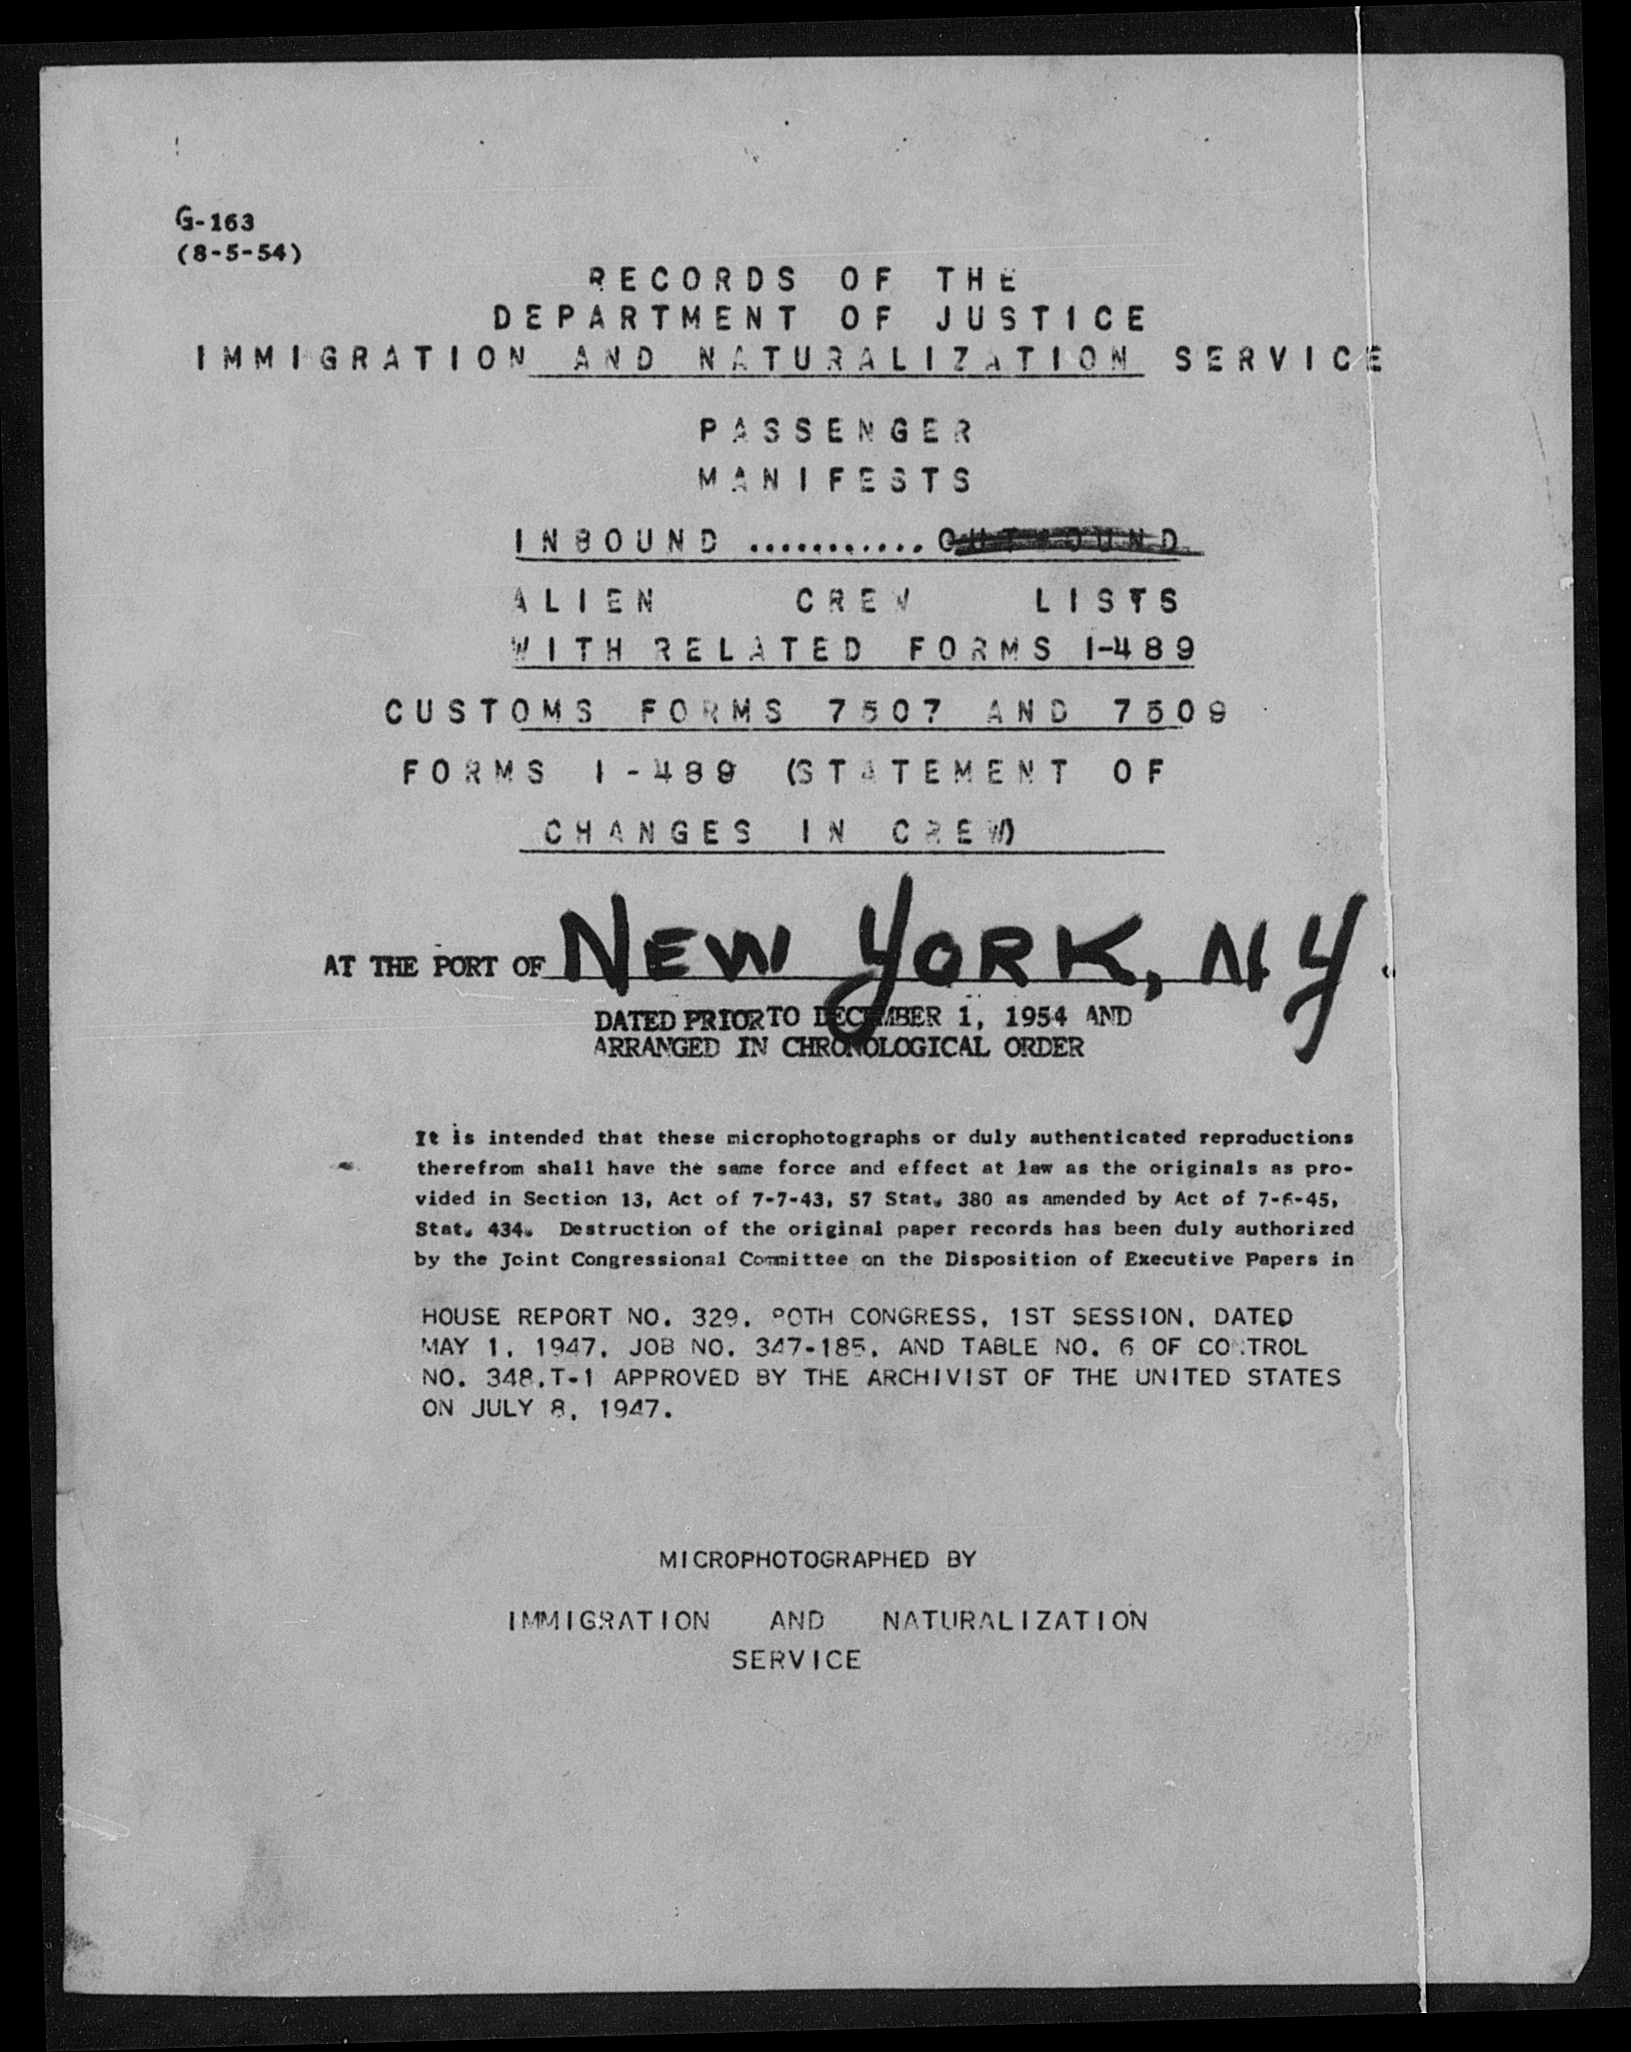 G-163
(8-5-54)
RECORDS OF THE
DEPARTMENT OF JUSTICE
IMMIGRATION AND NATURALIZATION SERVICE
PASSENGER
MANIFESTS
INBOUND ........... OUTBOUND
ALIEN CREW LISTS
WITH RELATED FORMS I-489
CUSTOMS FORMS 7507 AND 7509
FORMS I-489 (STATEMENT OF
CHANGES IN CREW)
AT THE PORT OF NEW YORK, N.Y.
DATED PRIOR TO DECEMBER 1, 1954 AND
ARRANGED IN CHRONOLOGICAL ORDER
It is intended that these microphotographs or duly authenticated reproductions
therefrom shall have the same force and effect at law as the originals as pro-
vided in Section 13, Act of 7-7-43, 57 Stat. 380 as amended by Act of 7-6-45,
Stat. 434. Destruction of the original paper records has been duly authorized
by the Joint Congressional Committee on the Disposition of Executive Papers in
HOUSE REPORT NO. 329, 80TH CONGRESS, 1ST SESSION, DATED
MAY 1, 1947, JOB NO. 347-185, AND TABLE NO. 6 OF CONTROL
NO. 348,T-1 APPROVED BY THE ARCHIVIST OF THE UNITED STATES
ON JULY 8, 1947.
MICROPHOTOGRAPHED BY
IMMIGRATION AND NATURALIZATION
SERVICE